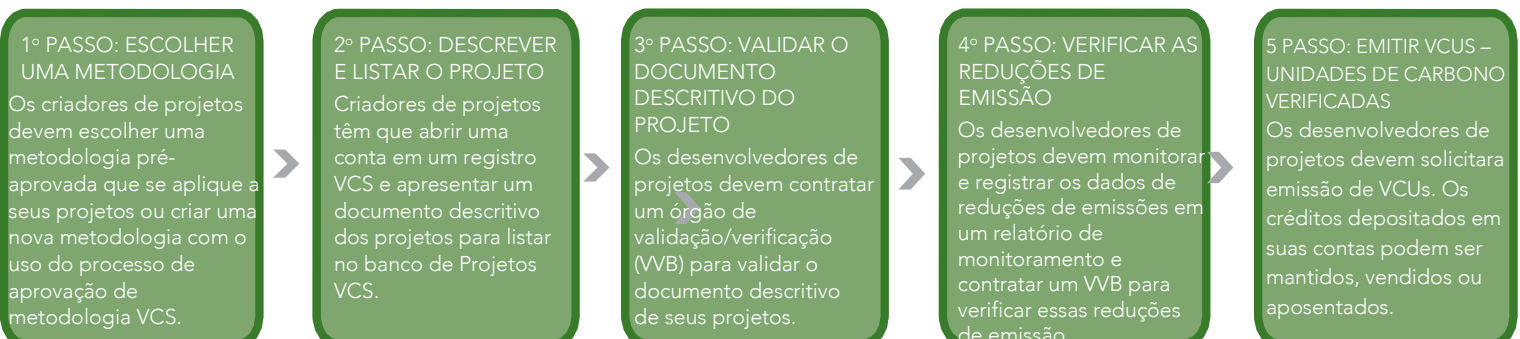 1º PASSO: ESCOLHER
UMA METODOLOGIA
Os criadores de projetos
devem escolher uma
metodologia pré-
aprovada que se aplique a
seus projetos ou criar uma
nova metodologia com o
uso do processo de
aprovação de
metodologia VCS.
2º PASSO: DESCREVER
E LISTAR O PROJETO
Criadores de projetos
têm que abrir uma
conta em um registro
VCS e apresentar um
documento descritivo
dos projetos para listar
no banco de Projetos
VCS.
3º PASSO: VALIDAR O
DOCUMENTO
DESCRITIVO DO
PROJETO
Os desenvolvedores de
projetos devem contratar
um órgão de
validação/verificação
(VVB) para validar o
documento descritivo
de seus projetos.
4º PASSO: VERIFICAR AS
REDUÇÕES DE
EMISSÃO
Os desenvolvedores de
projetos devem monitorar
e registrar os dados de
reduções de emissões em
um relatório de
monitoramento e
contratar um VVB para
verificar essas reduções
de emissão
5 PASSO: EMITIR VCUS –
UNIDADES DE CARBONO
VERIFICADAS
Os desenvolvedores de
projetos devem solicitara
emissão de VCUs. Os
créditos depositados em
suas contas podem ser
mantidos, vendidos ou
aposentados.